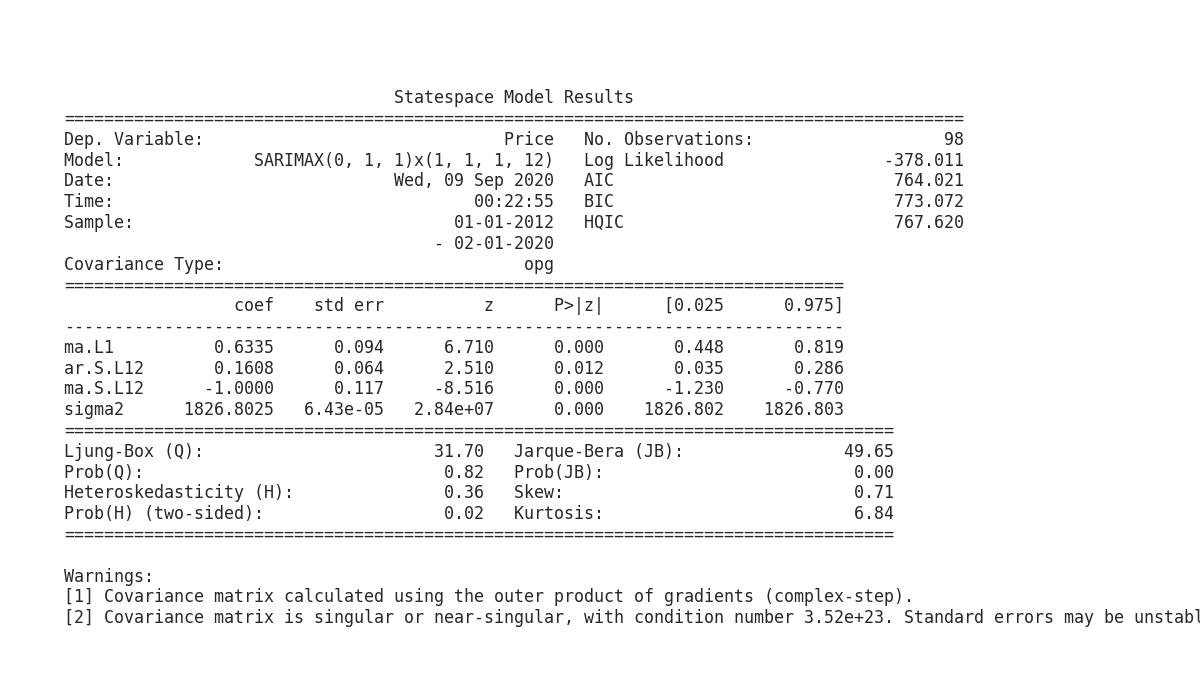 Statespace Model Results
==========================================================================================
Dep. Variable:                              Price   No. Observations:                   98
Model:             SARIMAX(0, 1, 1)x(1, 1, 1, 12)   Log Likelihood                -378.011
Date:                            Wed, 09 Sep 2020   AIC                            764.021
Time:                                    00:22:55   BIC                            773.072
Sample:                                01-01-2012   HQIC                           767.620
                                     - 02-01-2020
Covariance Type:                              opg
==============================================================================
                 coef    std err          z      P>|z|      [0.025      0.975]
------------------------------------------------------------------------------
ma.L1          0.6335      0.094      6.710      0.000       0.448       0.819
ar.S.L12       0.1608      0.064      2.510      0.012       0.035       0.286
ma.S.L12      -1.0000      0.117     -8.516      0.000      -1.230      -0.770
sigma2      1826.8025   6.43e-05   2.84e+07      0.000    1826.802    1826.803
===================================================================================
Ljung-Box (Q):                       31.70   Jarque-Bera (JB):                49.65
Prob(Q):                              0.82   Prob(JB):                         0.00
Heteroskedasticity (H):               0.36   Skew:                             0.71
Prob(H) (two-sided):                  0.02   Kurtosis:                         6.84
===================================================================================
Warnings:
[1] Covariance matrix calculated using the outer product of gradients (complex-step).
[2] Covariance matrix is singular or near-singular, with condition number 3.52e+23. Standard errors may be unstabl